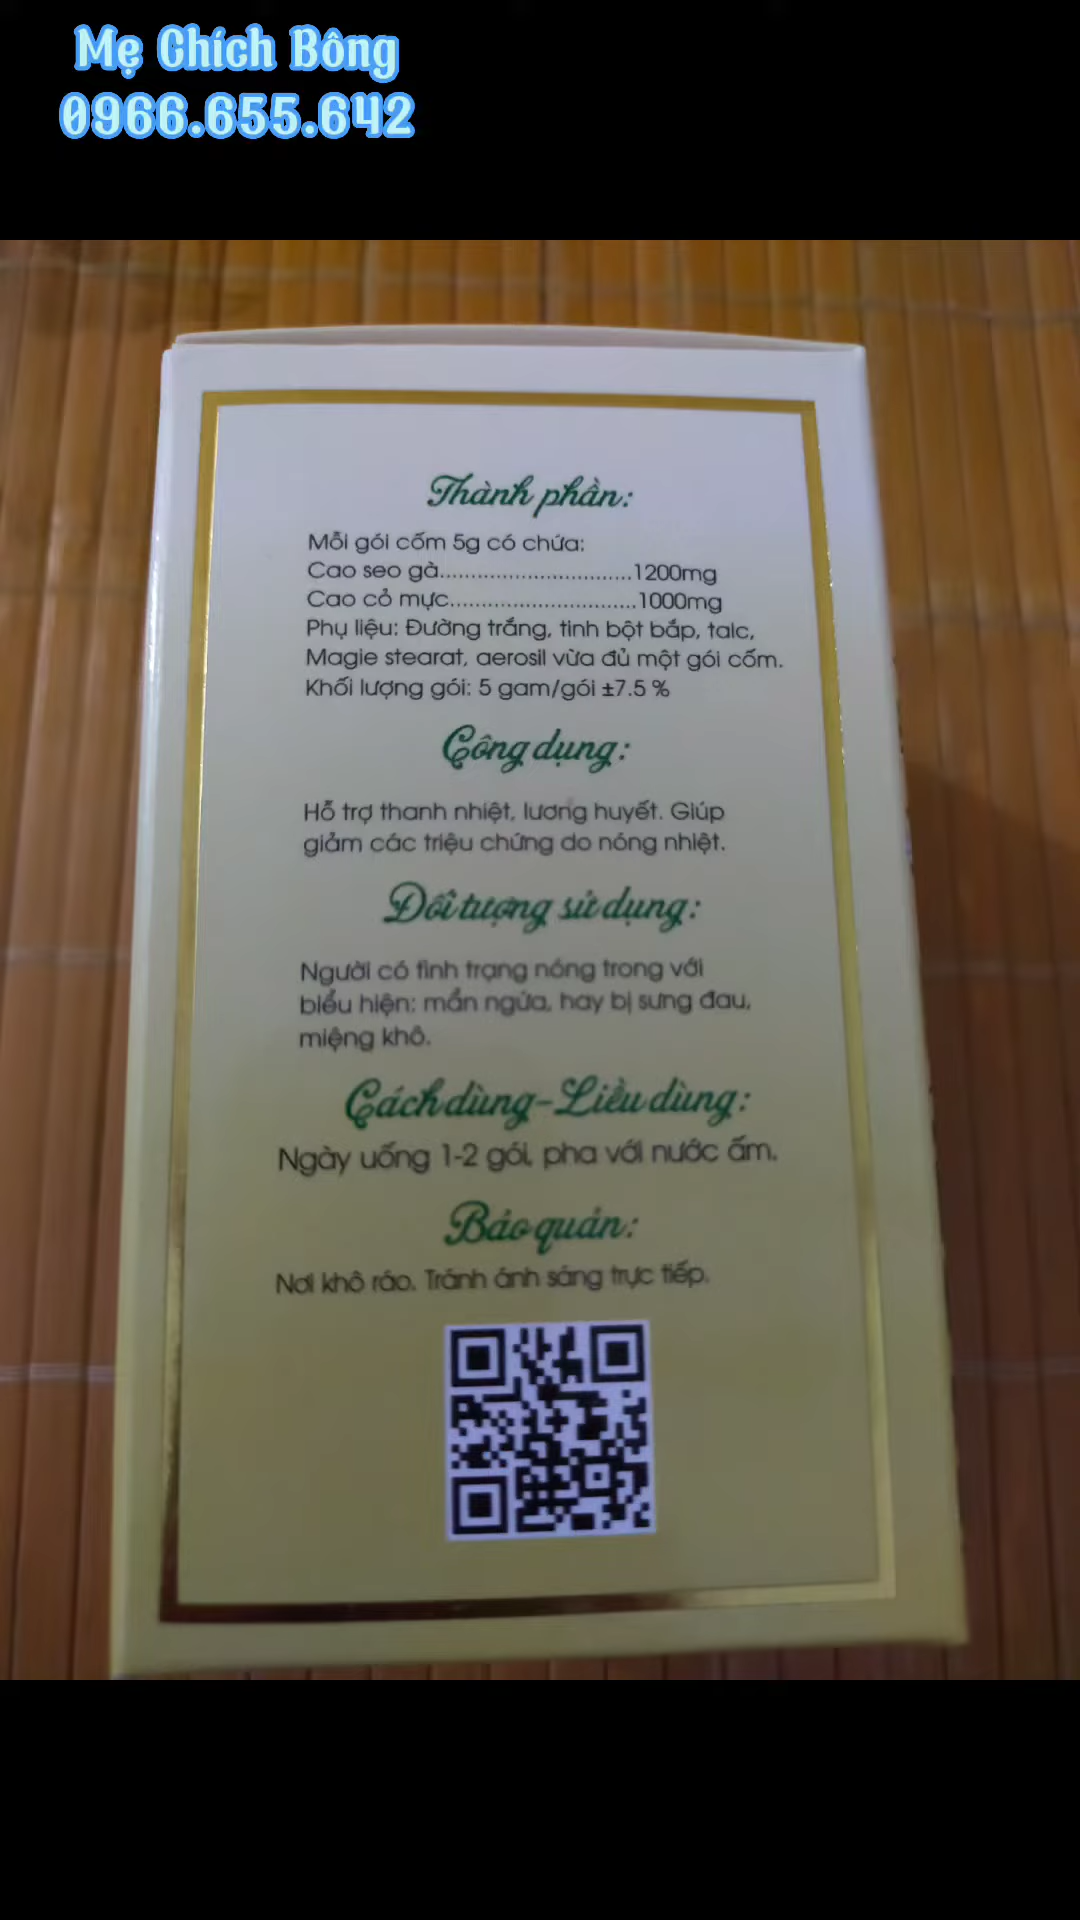 Mẹ Chích Bông
0966.655.642
Thành phần:
Mỗi gói cốm 5g có chứa:
Cao seo gà...............................1200mg
Cao cỏ mực..............................1000mg
Phụ liệu: Đường trắng, tinh bột bắp, talc,
Magie stearat, aerosil vừa đủ một gói cốm.
Khối lượng gói: 5 gam/gói ±7.5 %
Công dụng:
Hỗ trợ thanh nhiệt, lương huyết. Giúp
giảm các triệu chứng do nóng nhiệt.
Đối tượng sử dụng:
Người có tình trạng nóng trong với
biểu hiện: mẩn ngứa, hay bị sưng đau,
miệng khô.
Cách dùng-Liều dùng:
Ngày uống 1-2 gói, pha với nước ấm.
Bảo quản:
Nơi khô ráo. Tránh ánh sáng trực tiếp.